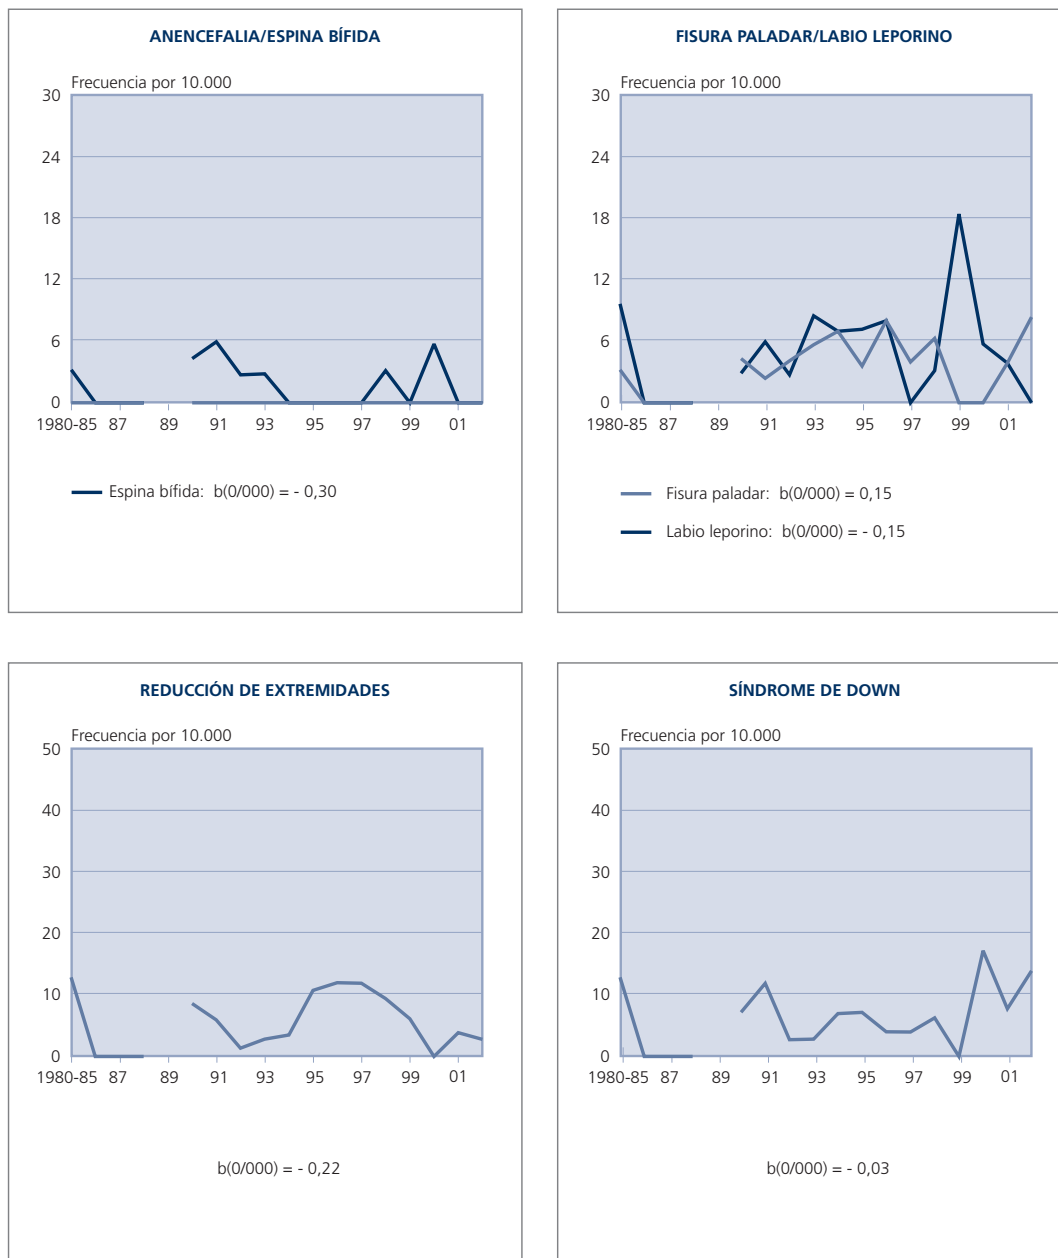 ANENCEFALIA/ESPINA BÍFIDA
Frecuencia por 10.000
30
24
18
12
6
0
1980-85 87 89 91 93 95 97 99 01
Espina bífida: b(0/000) = - 0,30
FISURA PALADAR/LABIO LEPORINO
Frecuencia por 10.000
30
24
18
12
6
0
1980-85 87 89 91 93 95 97 99 01
Fisura paladar: b(0/000) = 0,15
Labio leporino: b(0/000) = - 0,15
REDUCCIÓN DE EXTREMIDADES
Frecuencia por 10.000
50
40
30
20
10
0
1980-85 87 89 91 93 95 97 99 01
b(0/000) = - 0,22
SÍNDROME DE DOWN
Frecuencia por 10.000
50
40
30
20
10
0
1980-85 87 89 91 93 95 97 99 01
b(0/000) = - 0,03